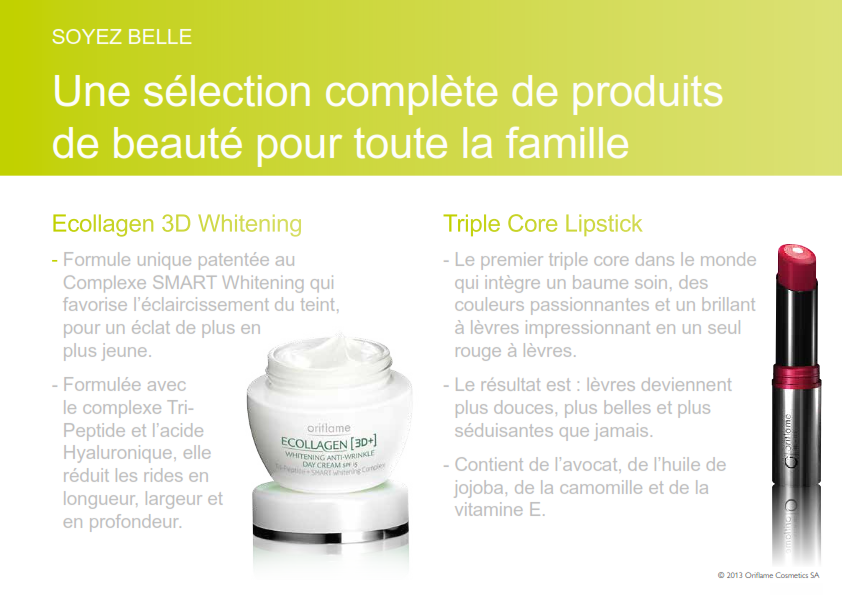 SOYEZ BELLE
Une sélection complète de produits
de beauté pour toute la famille
Ecollagen 3D Whitening
- Formule unique patentée au
Complexe SMART Whitening qui
favorise l’éclaircissement du teint,
pour un éclat de plus en
plus jeune.
- Formulée avec
le complexe Tri-
Peptide et l’acide
Hyaluronique, elle
réduit les rides en
longueur, largeur et
en profondeur.
oriflame
ECOLLAGEN [3D+]
WHITENING ANTI-WRINKLE
DAY CREAM SPF 15
Tri-Peptide + SMART Whitening Complex
Triple Core Lipstick
- Le premier triple core dans le monde
qui intègre un baume soin, des
couleurs passionnantes et un brillant
à lèvres impressionnant en un seul
rouge à lèvres.
- Le résultat est : lèvres deviennent
plus douces, plus belles et plus
séduisantes que jamais.
- Contient de l’avocat, de l’huile de
jojoba, de la camomille et de la
vitamine E.
oriflame
© 2013 Oriflame Cosmetics SA